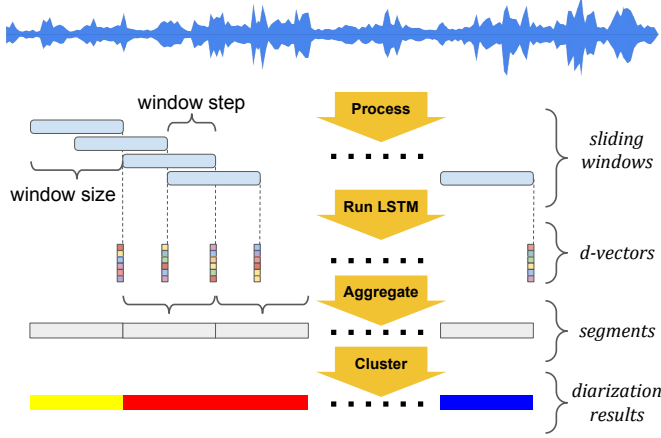 window step
Process
sliding
windows
window size
Run LSTM
d-vectors
Aggregate
segments
Cluster
diarization
results